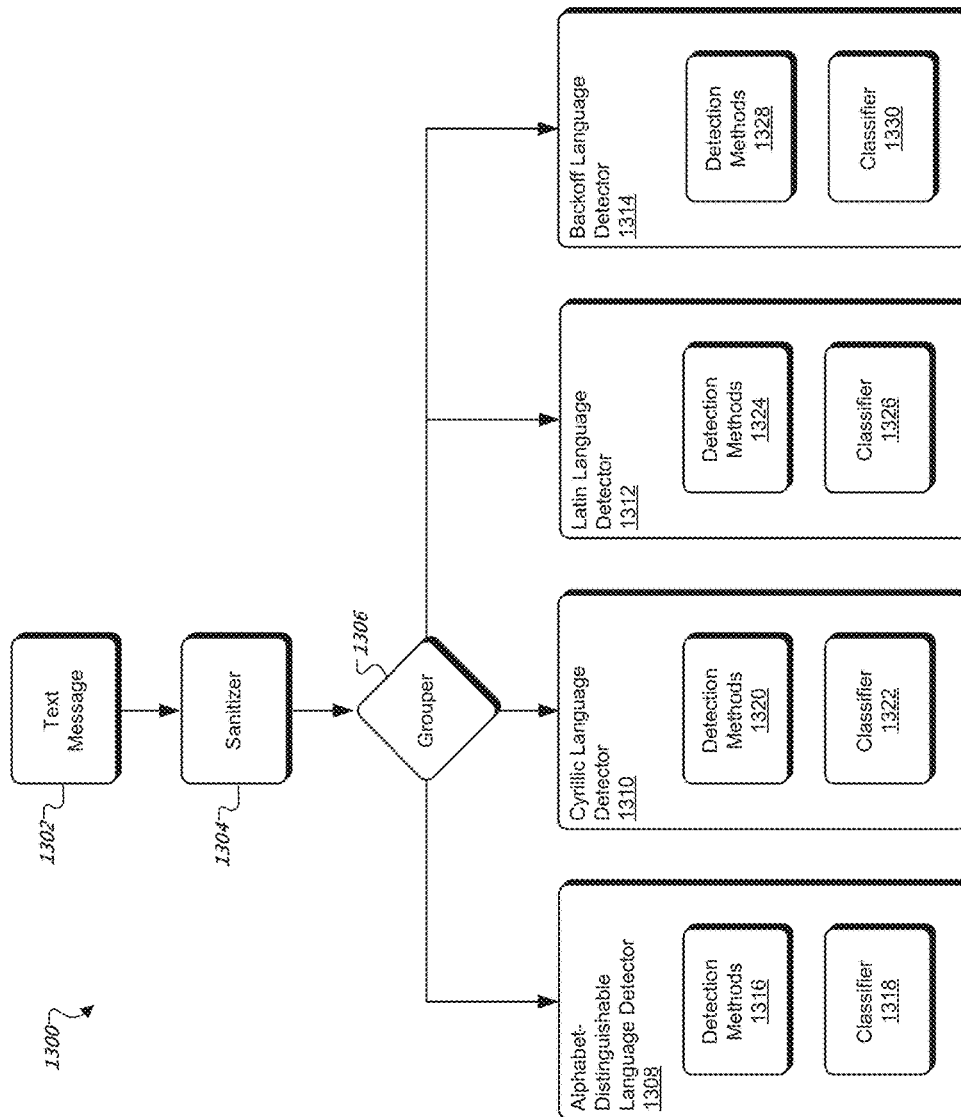 1300
1302
Text
Message
1304
Sanitizer
1306
Grouper
Alphabet-
Distinguishable
Language Detector
1308
Detection
Methods
1316
Classifier
1318
Cyrillic Language
Detector
1310
Detection
Methods
1320
Classifier
1322
Latin Language
Detector
1312
Detection
Methods
1324
Classifier
1326
Backoff Language
Detector
1314
Detection
Methods
1328
Classifier
1330